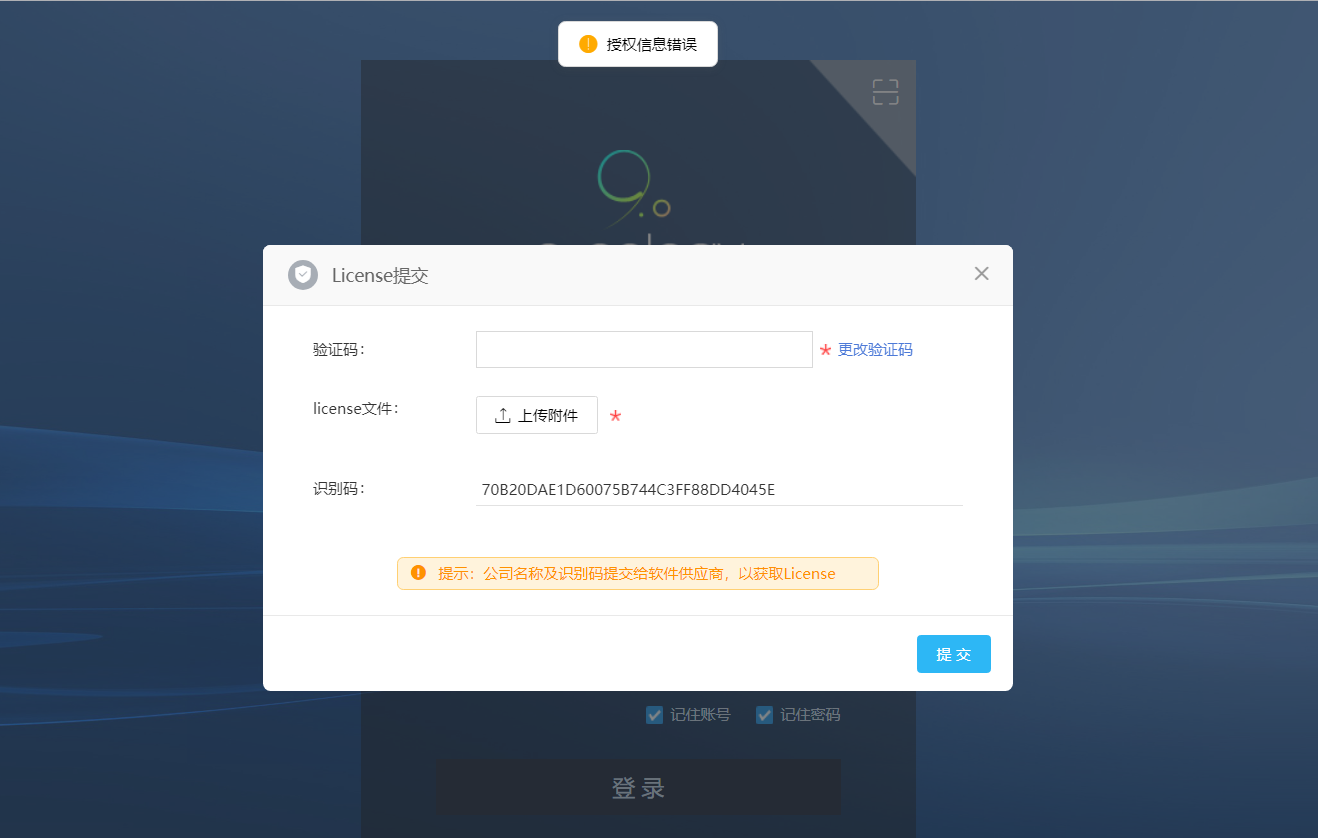 授权信息错误
9.0
License提交
验证码：
* 更改验证码
license文件：
上传附件 *
识别码：
70B20DAE1D60075B744C3FF88DD4045E
提示：公司名称及识别码提交给软件供应商，以获取License
提 交
记住账号 记住密码
登录